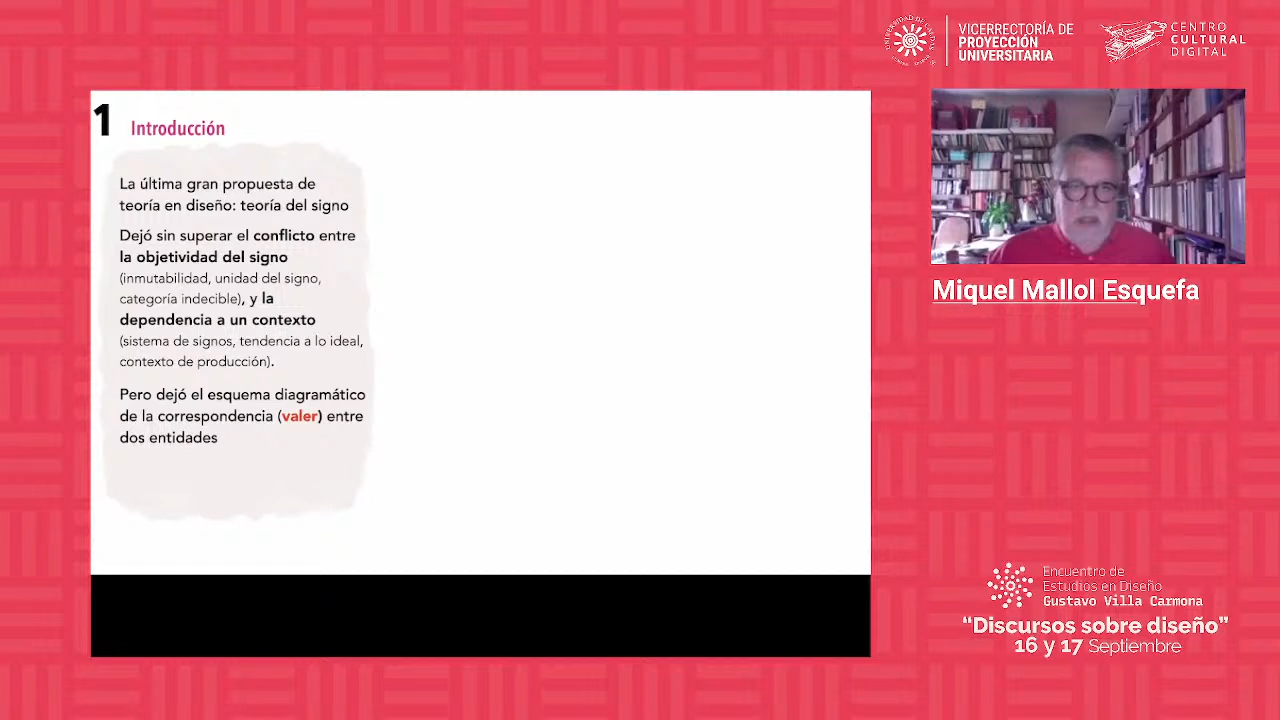 VICERRECTORÍA DE
PROYECCIÓN
UNIVERSITARIA
CENTRO
CULTURAL
DIGITAL
1 Introducción
La última gran propuesta de
teoría en diseño: teoría del signo
Dejó sin superar el conflicto entre
la objetividad del signo
(inmutabilidad, unidad del signo,
categoría indecible), y la
dependencia a un contexto
(sistema de signos, tendencia a lo ideal,
contexto de producción).
Pero dejó el esquema diagramático
de la correspondencia (valer) entre
dos entidades
Miquel Mallol Esquefa
Encuentro de
Estudios en Diseño
Gustavo Villa Carmona
“Discursos sobre diseño”
16 y 17 Septiembre